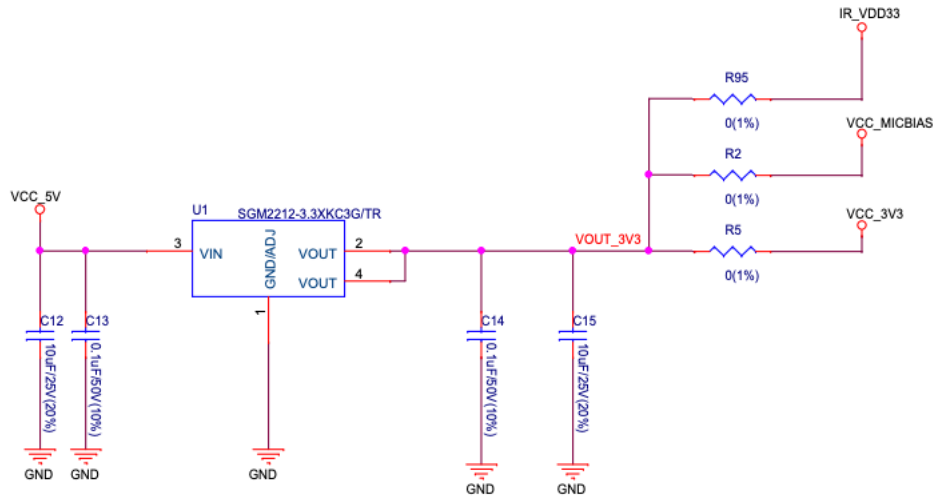 IR_VDD33
R95
0(1%)
VCC_MICBIAS
R2
0(1%)
VCC_5V
U1
SGM2212-3.3XKC3G/TR
VCC_3V3
R5
0(1%)
3
VIN
GND/ADJ
VOUT
2
VOUT
4
1
VOUT_3V3
C12
10uF/25V(20%)
C13
0.1uF/50V(10%)
C14
0.1uF/50V(10%)
C15
10uF/25V(20%)
GND
GND
GND
GND
GND